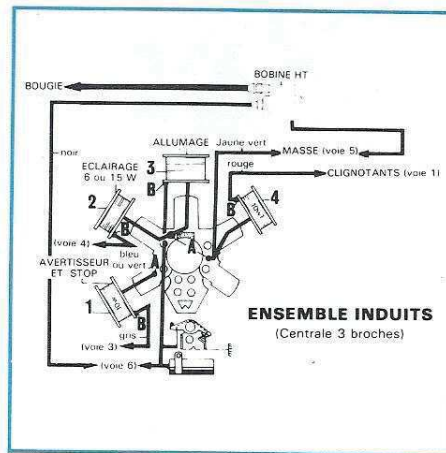 BOBINE HT
BOUGIE
ALLUMAGE
Jaune vert
MASSE (voie 5)
noir
ECLAIRAGE
6 ou 15 W
3
B
rouge
CLIGNOTANTS (voie 1)
2
B
4
B
10W
(voie 4)
bleu
ou vert
A
A
AVERTISSEUR
ET STOP
1
10W
B
gris
ENSEMBLE INDUITS
(Centrale 3 broches)
(voie 3)
(voie 6)